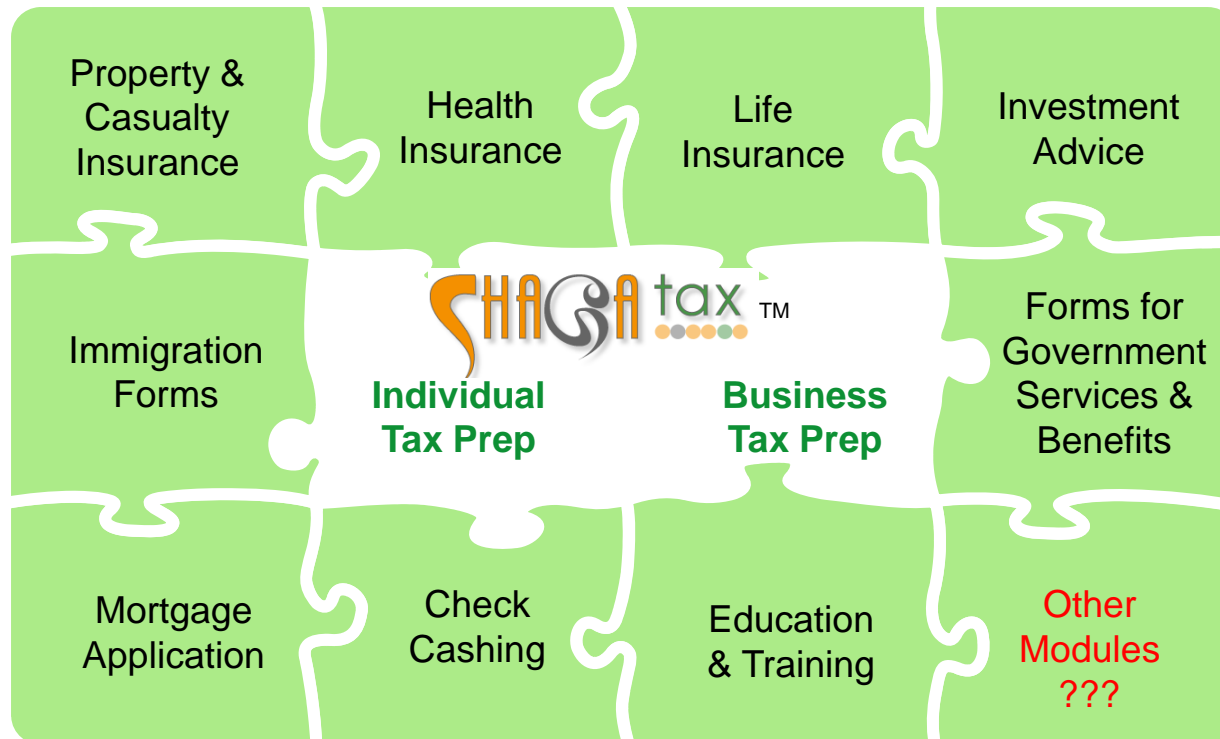 Property &
Casualty
Insurance
Health
Insurance
Life
Insurance
Investment
Advice
Immigration
Forms
SHAGA tax TM
Individual
Tax Prep
Business
Tax Prep
Forms for
Government
Services &
Benefits
Mortgage
Application
Check
Cashing
Education
& Training
Other
Modules
???